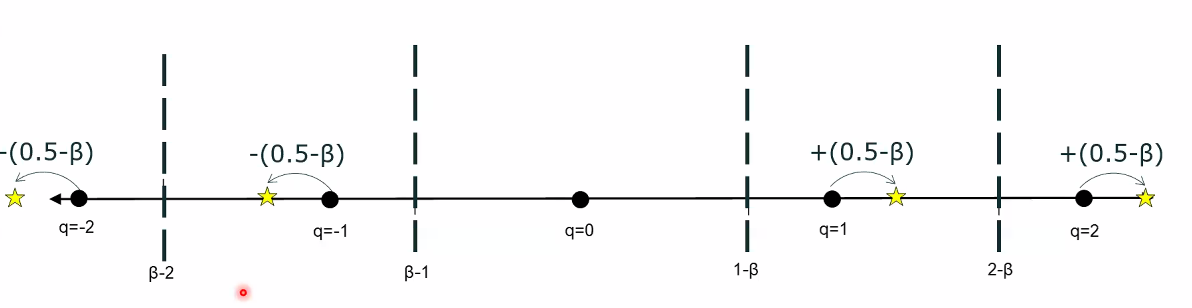 -(0.5-β)
-(0.5-β)
+(0.5-β)
+(0.5-β)
q=-2
q=-1
q=0
q=1
q=2
β-2
β-1
1-β
2-β